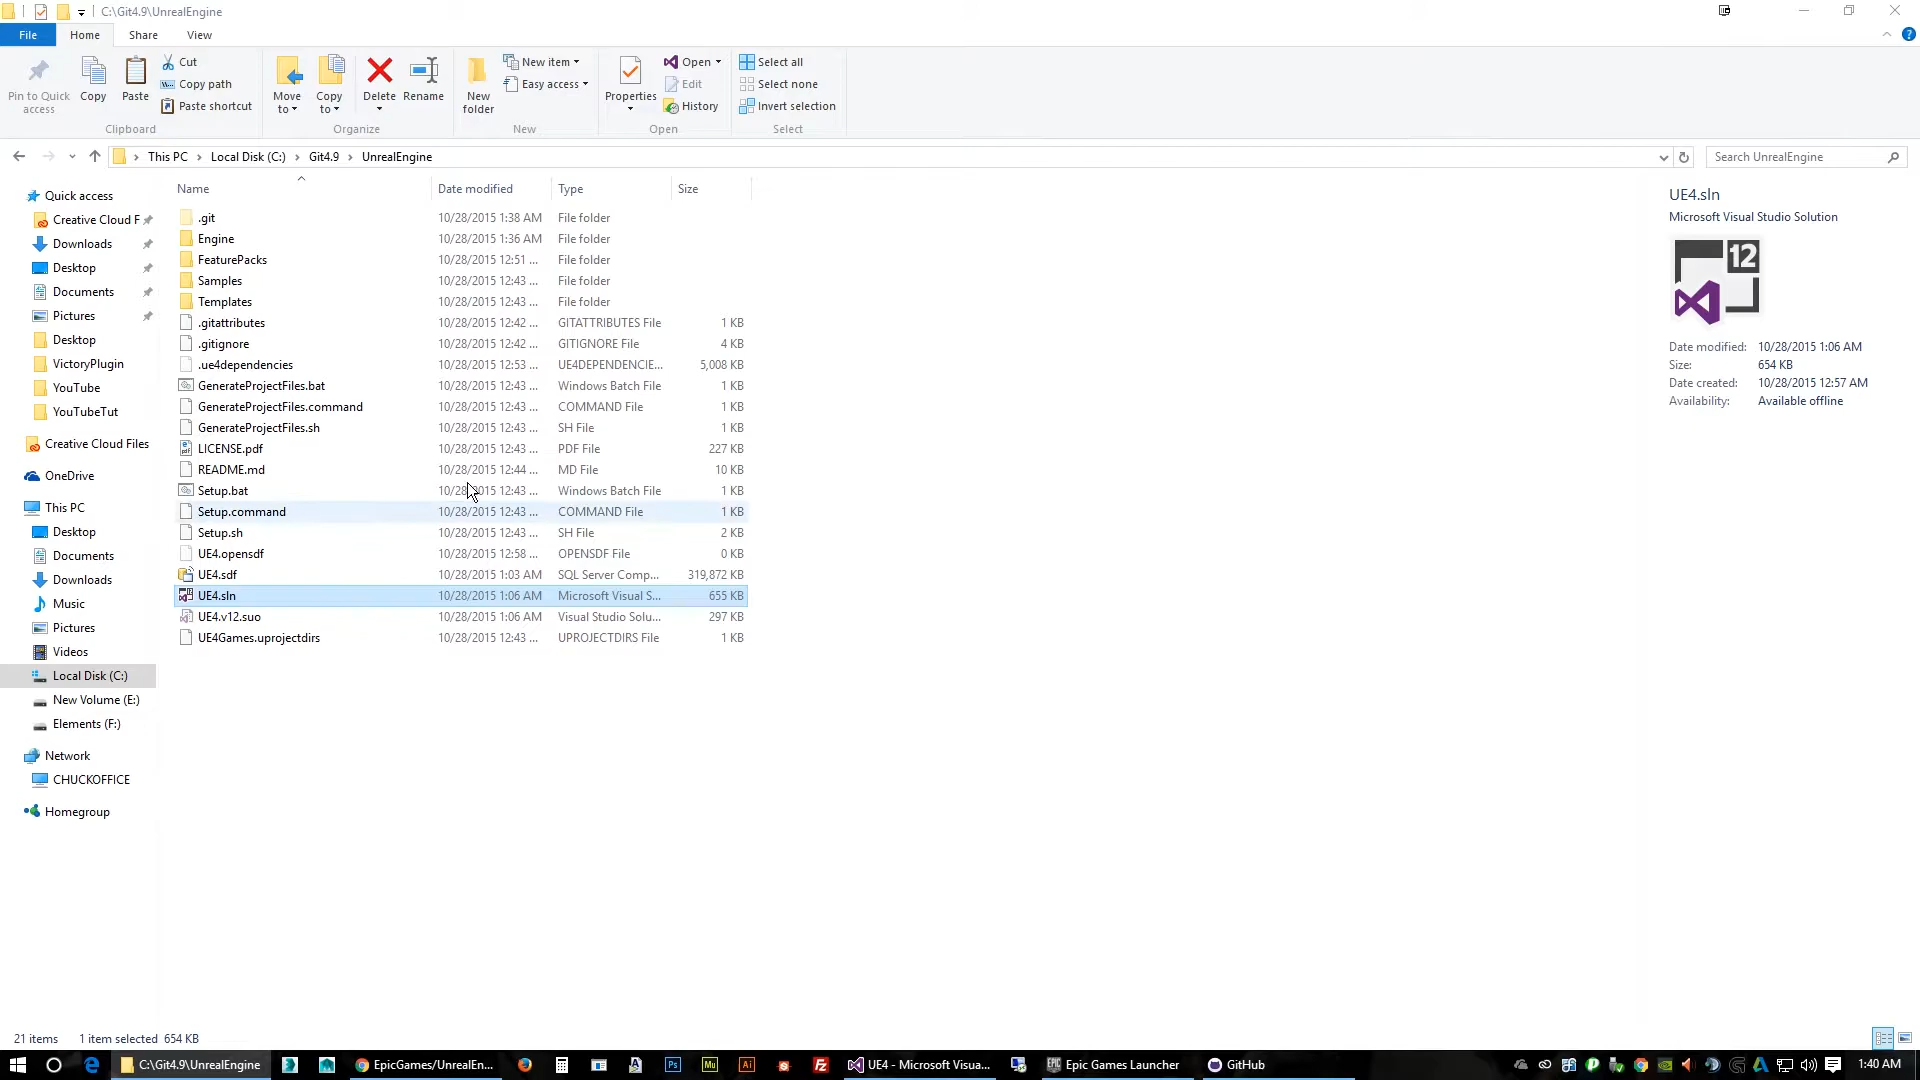 C:\Git4.9\UnrealEngine
File Home Share View
Pin to Quick access
Copy
Paste
Cut
Copy path
Paste shortcut
Clipboard
Move to
Copy to
Delete
Rename
Organize
New folder
New item
Easy access
New
Properties
Open
Edit
History
Open
Select all
Select none
Invert selection
Select
This PC Local Disk (C:) Git4.9 UnrealEngine
Search UnrealEngine
Quick access
Creative Cloud F
Downloads
Desktop
Documents
Pictures
Desktop
VictoryPlugin
YouTube
YouTubeTut
Creative Cloud Files
OneDrive
This PC
Desktop
Documents
Downloads
Music
Pictures
Videos
Local Disk (C:)
New Volume (E:)
Elements (F:)
Network
CHUCKOFFICE
Homegroup
Name Date modified Type Size
.git 10/28/2015 1:38 AM File folder
Engine 10/28/2015 1:36 AM File folder
FeaturePacks 10/28/2015 12:51 ... File folder
Samples 10/28/2015 12:43 ... File folder
Templates 10/28/2015 12:43 ... File folder
.gitattributes 10/28/2015 12:42 ... GITATTRIBUTES File 1 KB
.gitignore 10/28/2015 12:42 ... GITIGNORE File 4 KB
.ue4dependencies 10/28/2015 12:53 ... UE4DEPENDENCIE... 5,008 KB
GenerateProjectFiles.bat 10/28/2015 12:43 ... Windows Batch File 1 KB
GenerateProjectFiles.command 10/28/2015 12:43 ... COMMAND File 1 KB
GenerateProjectFiles.sh 10/28/2015 12:43 ... SH File 1 KB
LICENSE.pdf 10/28/2015 12:43 ... PDF File 227 KB
README.md 10/28/2015 12:44 ... MD File 10 KB
Setup.bat 10/28/2015 12:43 ... Windows Batch File 1 KB
Setup.command 10/28/2015 12:43 ... COMMAND File 1 KB
Setup.sh 10/28/2015 12:43 ... SH File 2 KB
UE4.opensdf 10/28/2015 12:58 ... OPENSDF File 0 KB
UE4.sdf 10/28/2015 1:03 AM SQL Server Comp... 319,872 KB
UE4.sln 10/28/2015 1:06 AM Microsoft Visual S... 655 KB
UE4.v12.suo 10/28/2015 1:06 AM Visual Studio Solu... 297 KB
UE4Games.uprojectdirs 10/28/2015 12:43 ... UPROJECTDIRS File 1 KB
UE4.sln
Microsoft Visual Studio Solution
12
Date modified: 10/28/2015 1:06 AM
Size: 654 KB
Date created: 10/28/2015 12:57 AM
Availability: Available offline
21 items 1 item selected 654 KB
C:\Git4.9\UnrealEngine
EpicGames/UnrealEn...
Ps
Mu
Ai
Fz
UE4 - Microsoft Visua...
Epic Games Launcher
GitHub
1:40 AM